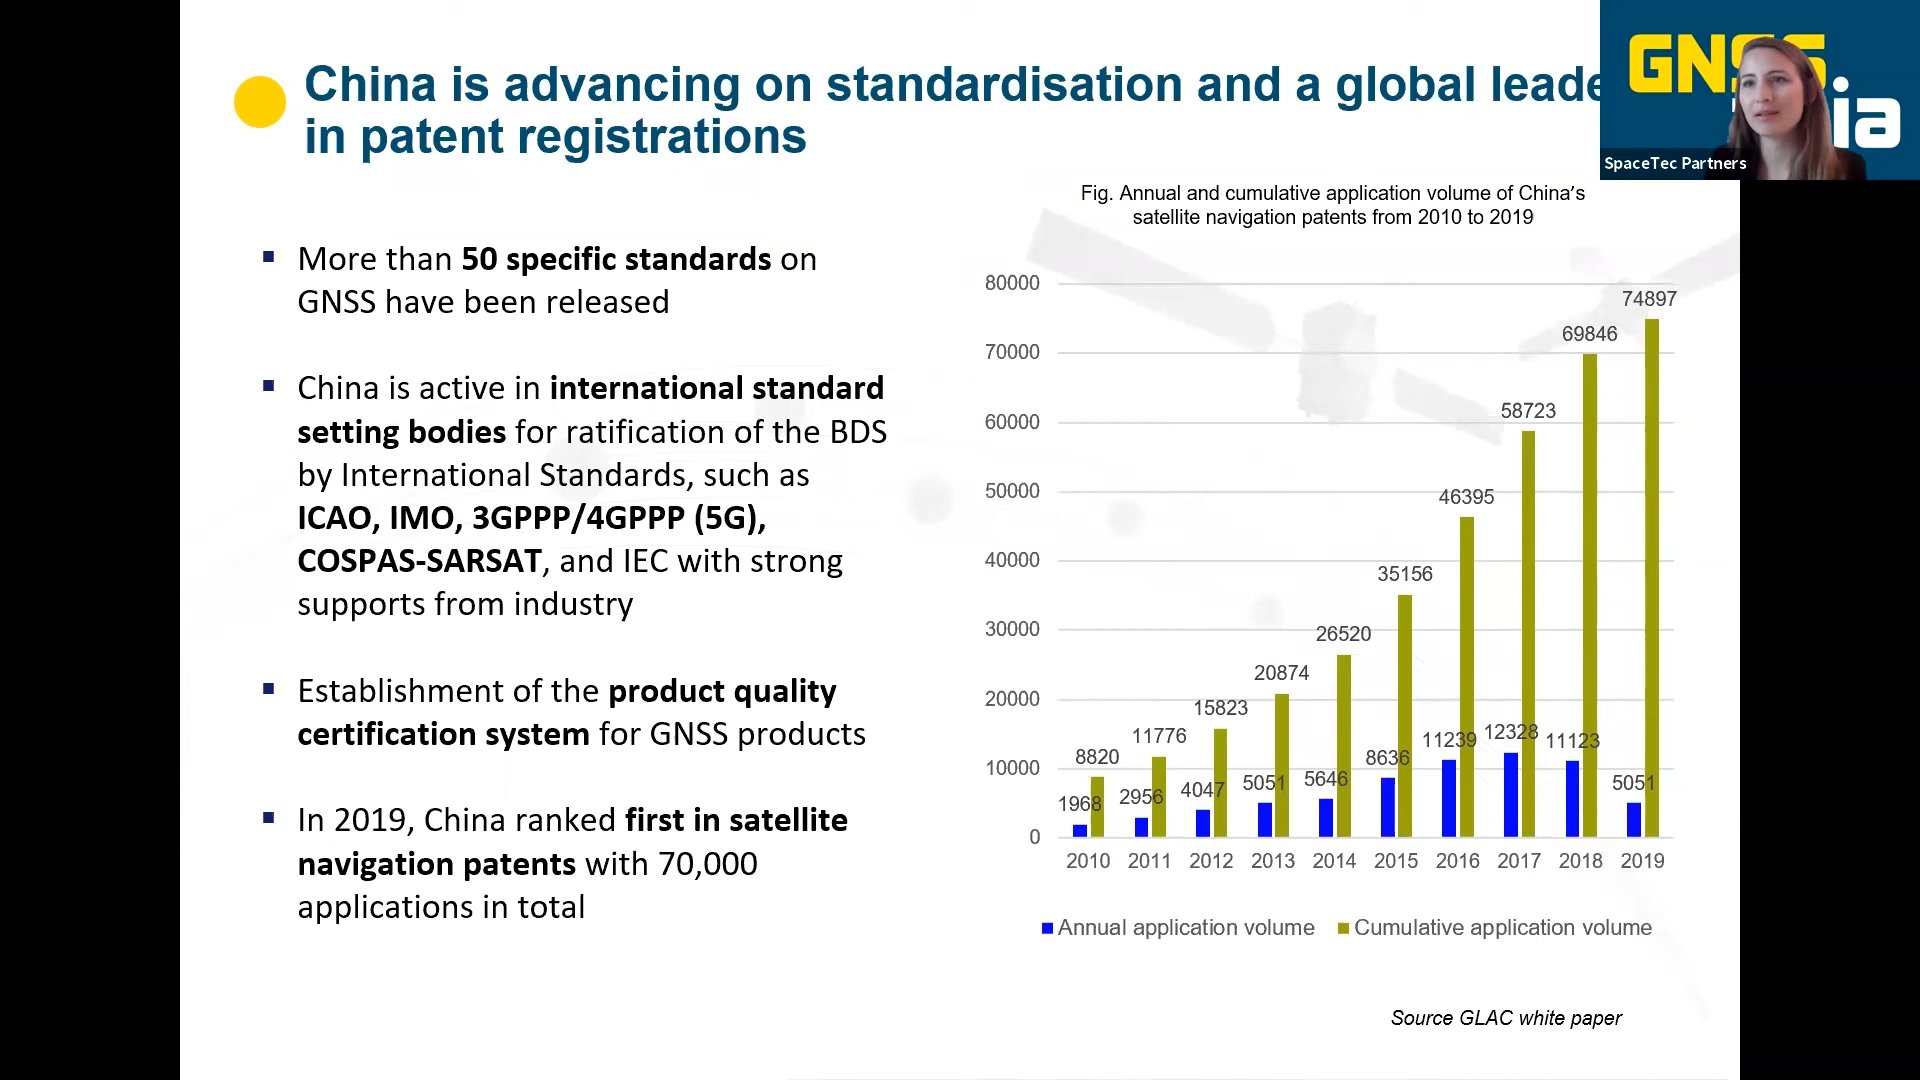 China is advancing on standardisation and a global leade
in patent registrations
GNSS
ia
SpaceTec Partners
Fig. Annual and cumulative application volume of China's
satellite navigation patents from 2010 to 2019
▪ More than 50 specific standards on
GNSS have been released
▪ China is active in international standard
setting bodies for ratification of the BDS
by International Standards, such as
ICAO, IMO, 3GPPP/4GPPP (5G),
COSPAS-SARSAT, and IEC with strong
supports from industry
▪ Establishment of the product quality
certification system for GNSS products
▪ In 2019, China ranked first in satellite
navigation patents with 70,000
applications in total
80000
70000
60000
50000
40000
30000
20000
10000
0
1968 8820
2956 11776
4047 15823
5051 20874
5646 26520
8636 35156
11239 46395
12328 58723
11123 69846
5051 74897
2010 2011 2012 2013 2014 2015 2016 2017 2018 2019
Annual application volume Cumulative application volume
Source GLAC white paper